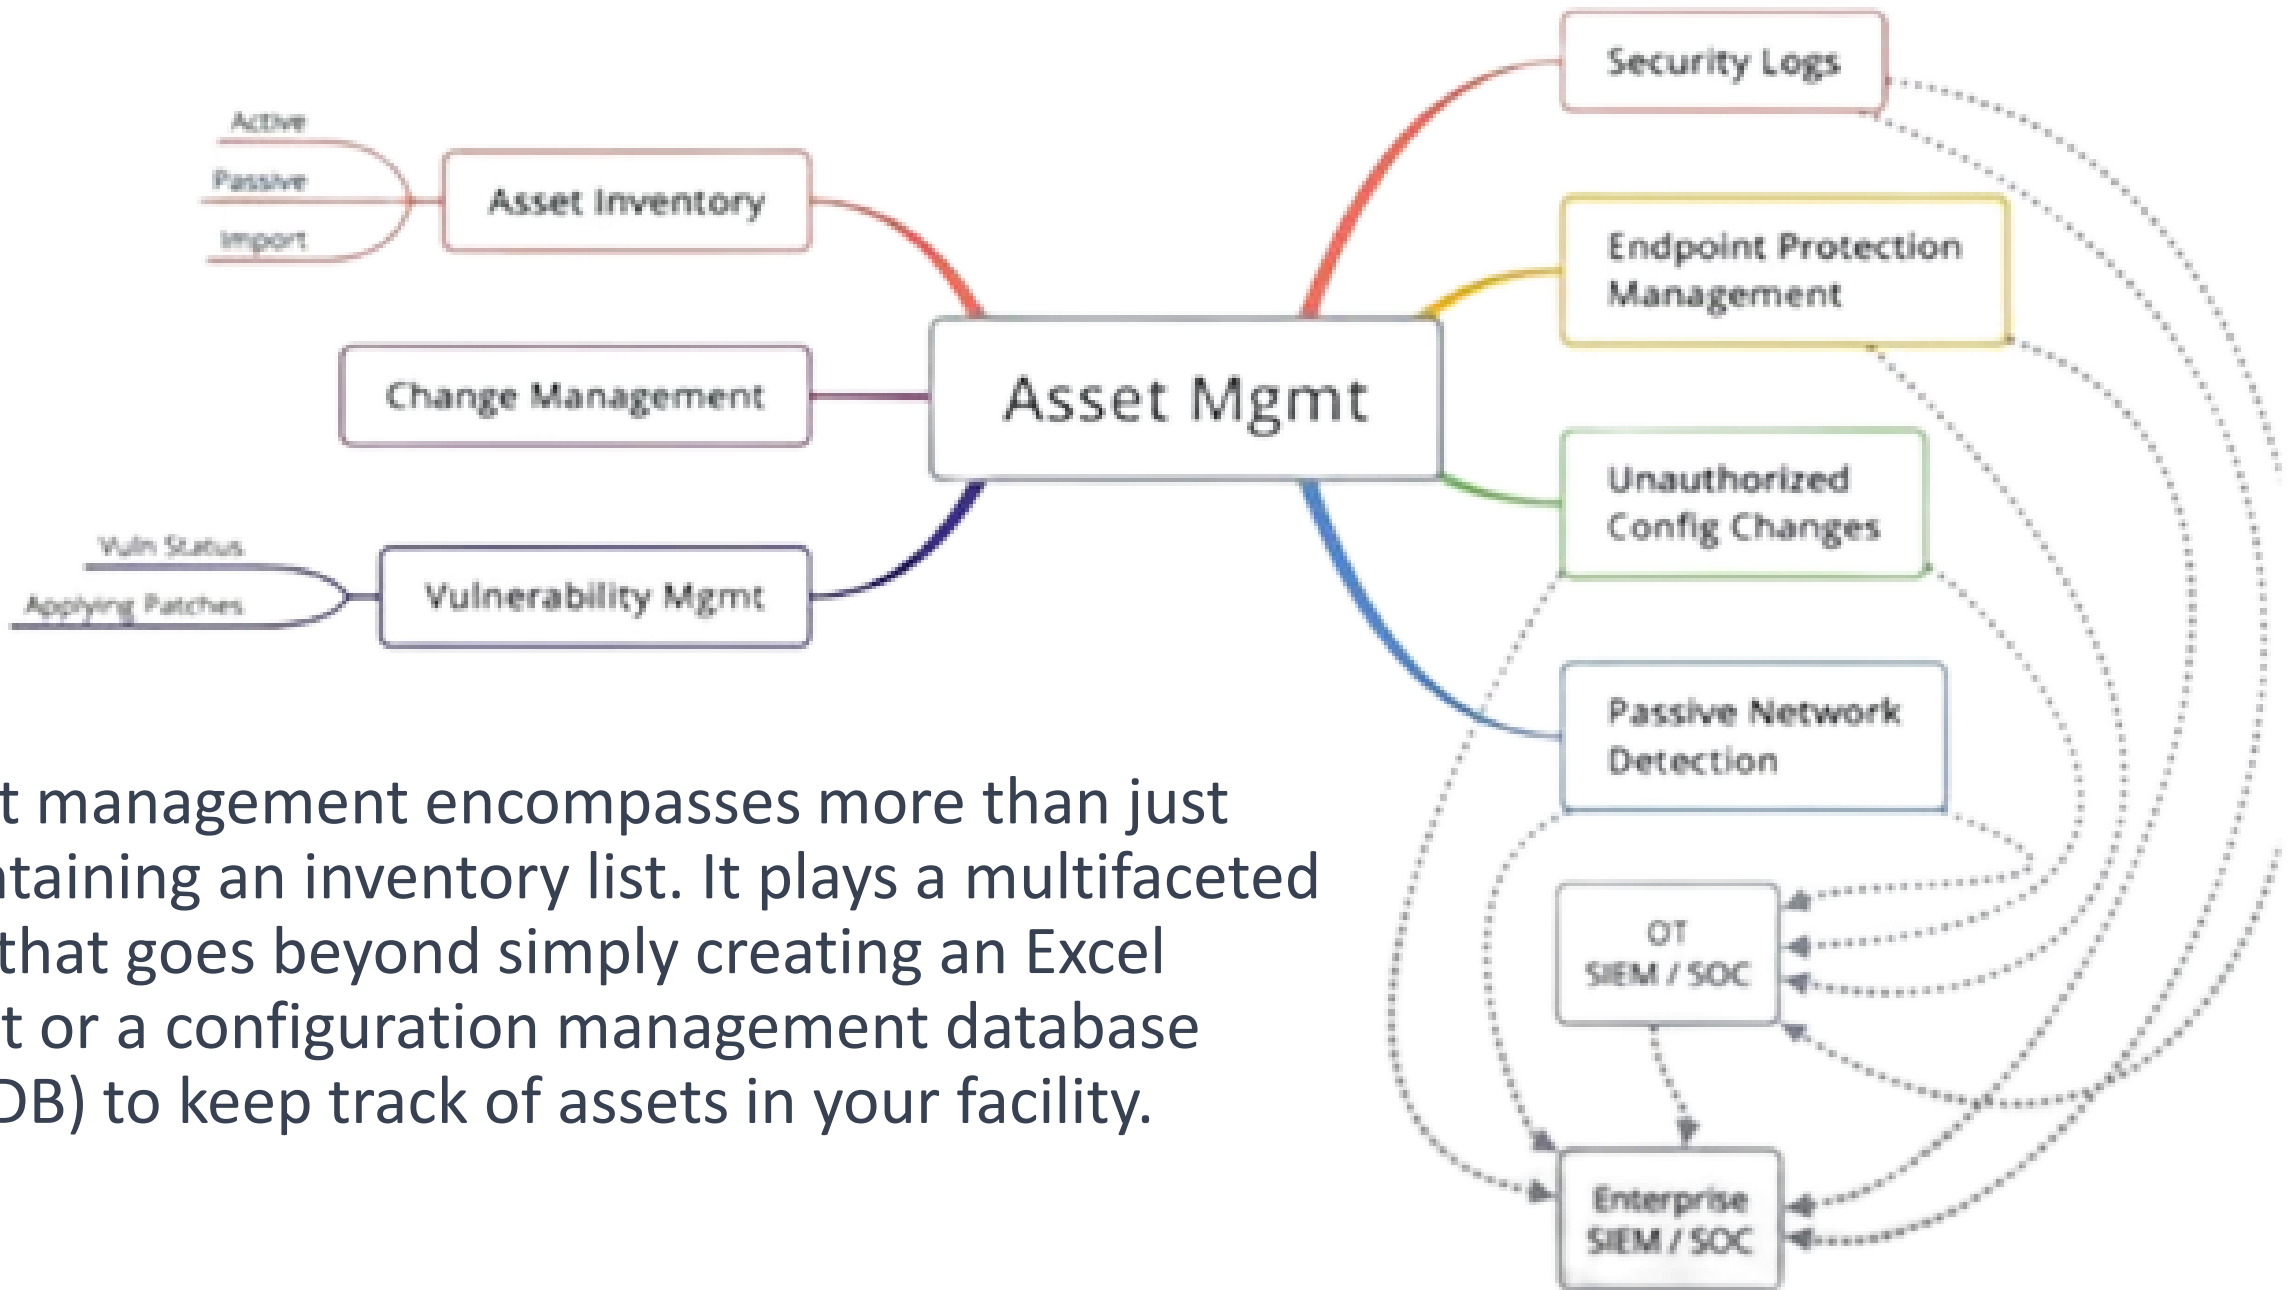 Security Logs
Active
Passive
Import
Asset Inventory
Endpoint Protection
Management
Change Management
Asset Mgmt
Unauthorized
Config Changes
Vuln Status
Applying Patches
Vulnerability Mgmt
Passive Network
Detection
t management encompasses more than just
ntaining an inventory list. It plays a multifaceted
that goes beyond simply creating an Excel
t or a configuration management database
DB) to keep track of assets in your facility.
OT
SIEM / SOC
Enterprise
SIEM / SOC